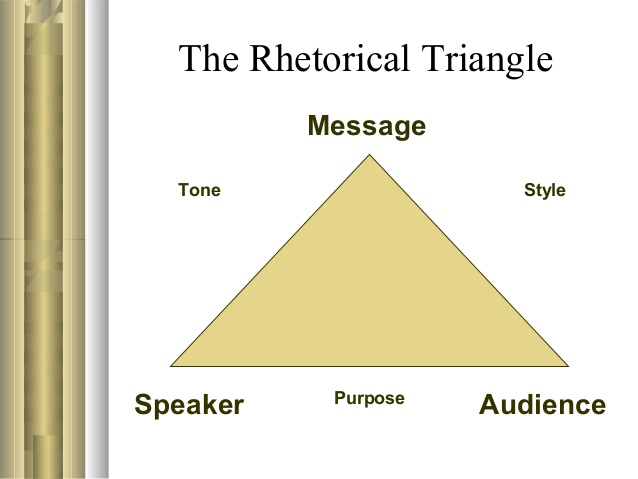 The Rhetorical Triangle
Message
Tone
Style
Speaker
Purpose
Audience